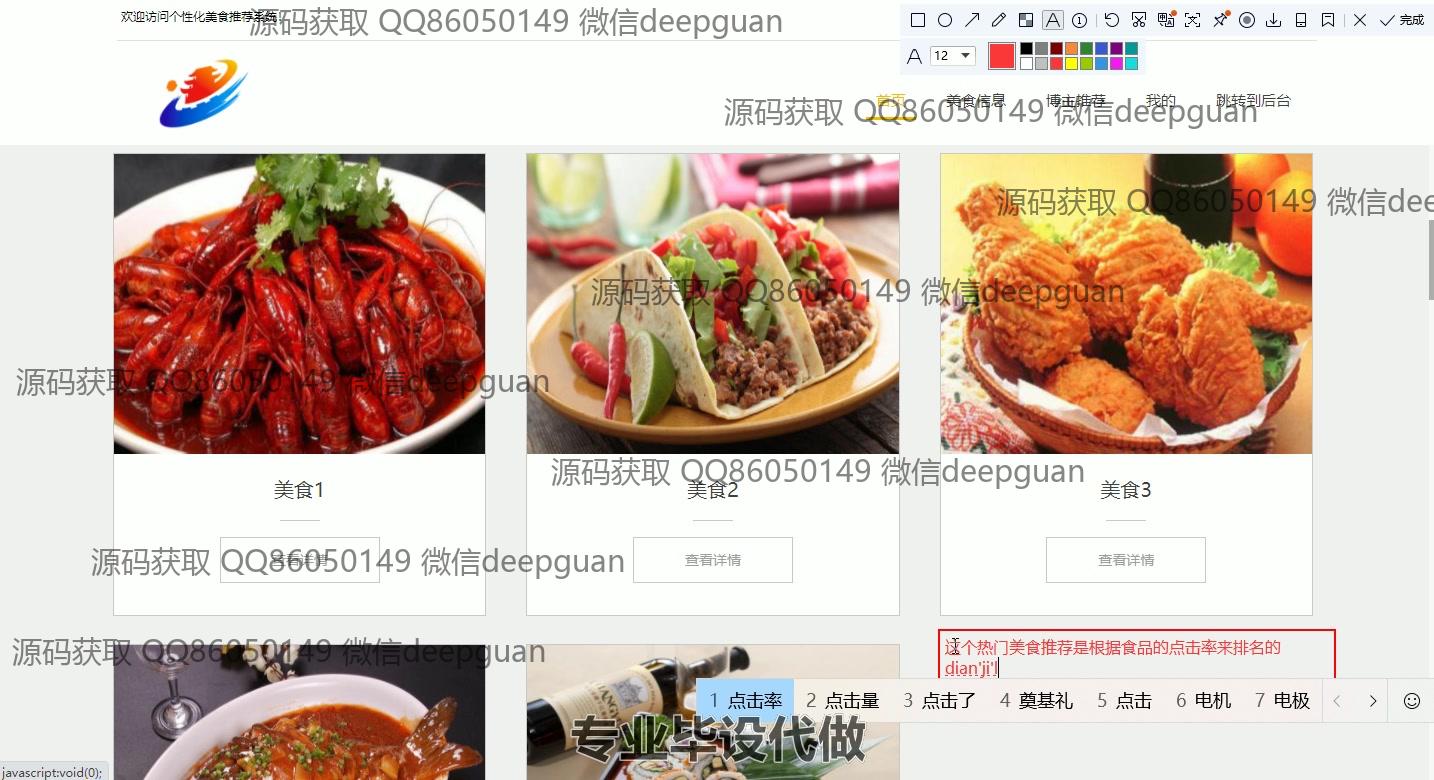 欢迎访问个性化美食推荐系统
源码获取 QQ86050149 微信deepguan
12
完成
首页
美食信息
博主推荐
我的
跳转到后台
源码获取 QQ86050149 微信deepguan
源码获取 QQ86050149 微信dee
源码获取 QQ86050149 微信deepguan
源码获取 QQ86050149 微信deepguan
源码获取 QQ86050149 微信deepguan
美食1
美食2
美食3
查看详情
查看详情
查看详情
源码获取 QQ86050149 微信deepguan
源码获取 QQ86050149 微信deepguan
这个热门美食推荐是根据食品的点击率来排名的
dian'ji'l
1 点击率 2 点击量 3 点击了 4 奠基礼 5 点击 6 电机 7 电极
专业毕设代做
javascript:void(0);